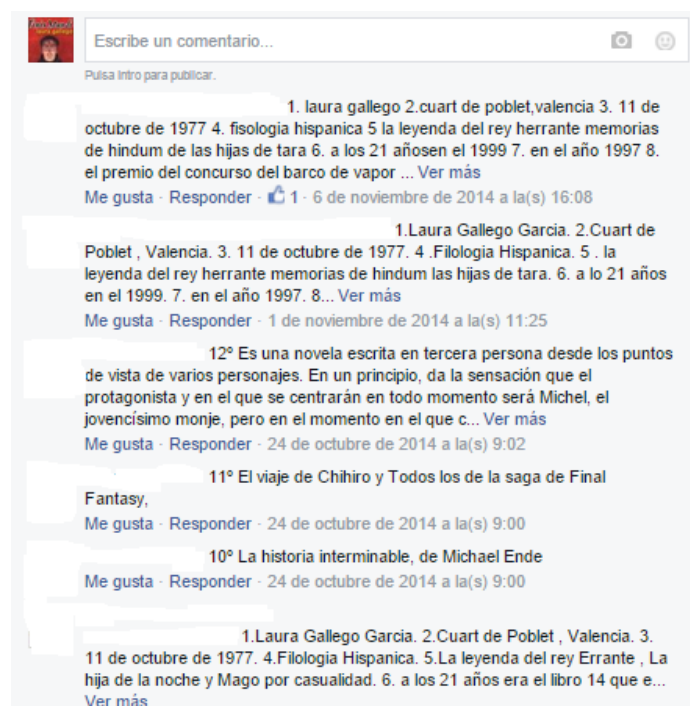 Escribe un comentario...
Pulsa Intro para publicar.
1. laura gallego 2.cuart de poblet,valencia 3. 11 de
octubre de 1977 4. fisologia hispanica 5 la leyenda del rey herrante memorias
de hindum de las hijas de tara 6. a los 21 añosen el 1999 7. en el año 1997 8.
el premio del concurso del barco de vapor ... Ver más
Me gusta · Responder · 1 · 6 de noviembre de 2014 a la(s) 16:08
1.Laura Gallego Garcia. 2.Cuart de
Poblet , Valencia. 3. 11 de octubre de 1977. 4 .Filologia Hispanica. 5 . la
leyenda del rey herrante memorias de hindum las hijas de tara. 6. a lo 21 años
en el 1999. 7. en el año 1997. 8... Ver más
Me gusta · Responder · 1 de noviembre de 2014 a la(s) 11:25
12º Es una novela escrita en tercera persona desde los puntos
de vista de varios personajes. En un principio, da la sensación que el
protagonista y en el que se centrarán en todo momento será Michel, el
jovencísimo monje, pero en el momento en el que c... Ver más
Me gusta · Responder · 24 de octubre de 2014 a la(s) 9:02
11º El viaje de Chihiro y Todos los de la saga de Final
Fantasy,
Me gusta · Responder · 24 de octubre de 2014 a la(s) 9:00
10º La historia interminable, de Michael Ende
Me gusta · Responder · 24 de octubre de 2014 a la(s) 9:00
1.Laura Gallego Garcia. 2.Cuart de Poblet , Valencia. 3.
11 de octubre de 1977. 4.Filologia Hispanica. 5.La leyenda del rey Errante , La
hija de la noche y Mago por casualidad. 6. a los 21 años era el libro 14 que e...
Ver más